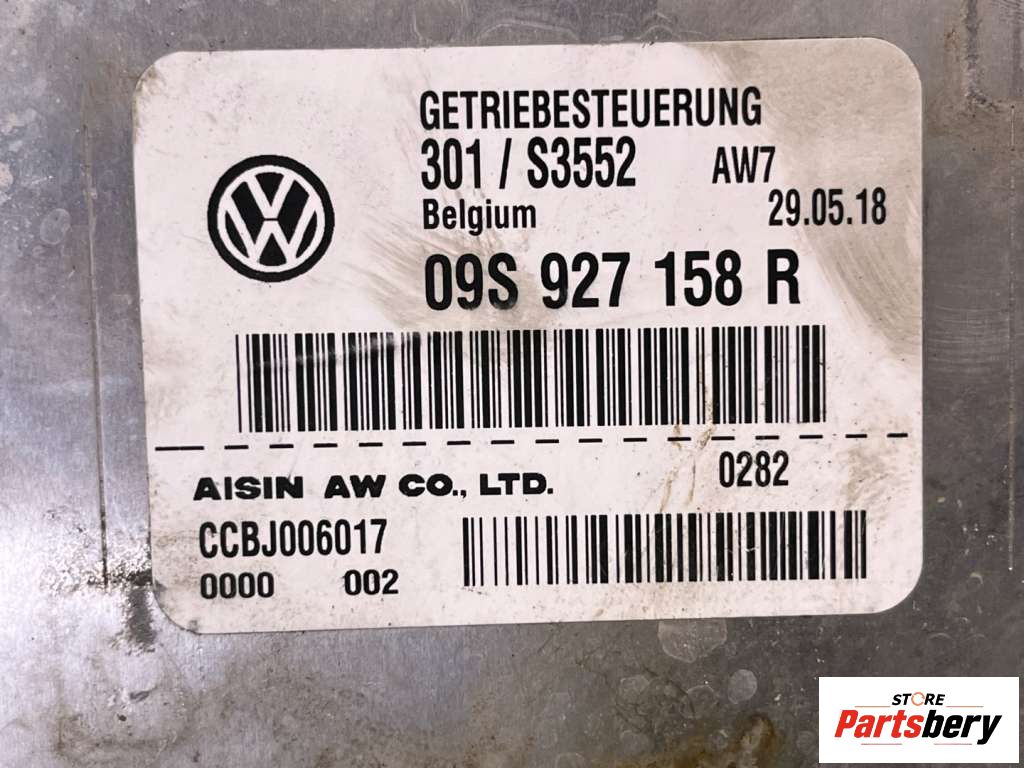 GETRIEBESTEUERUNG
301 / S3552 AW7
Belgium 29.05.18
09S 927 158 R
AISIN AW CO., LTD. 0282
CCBJ006017
0000 002
STORE
Partsbery